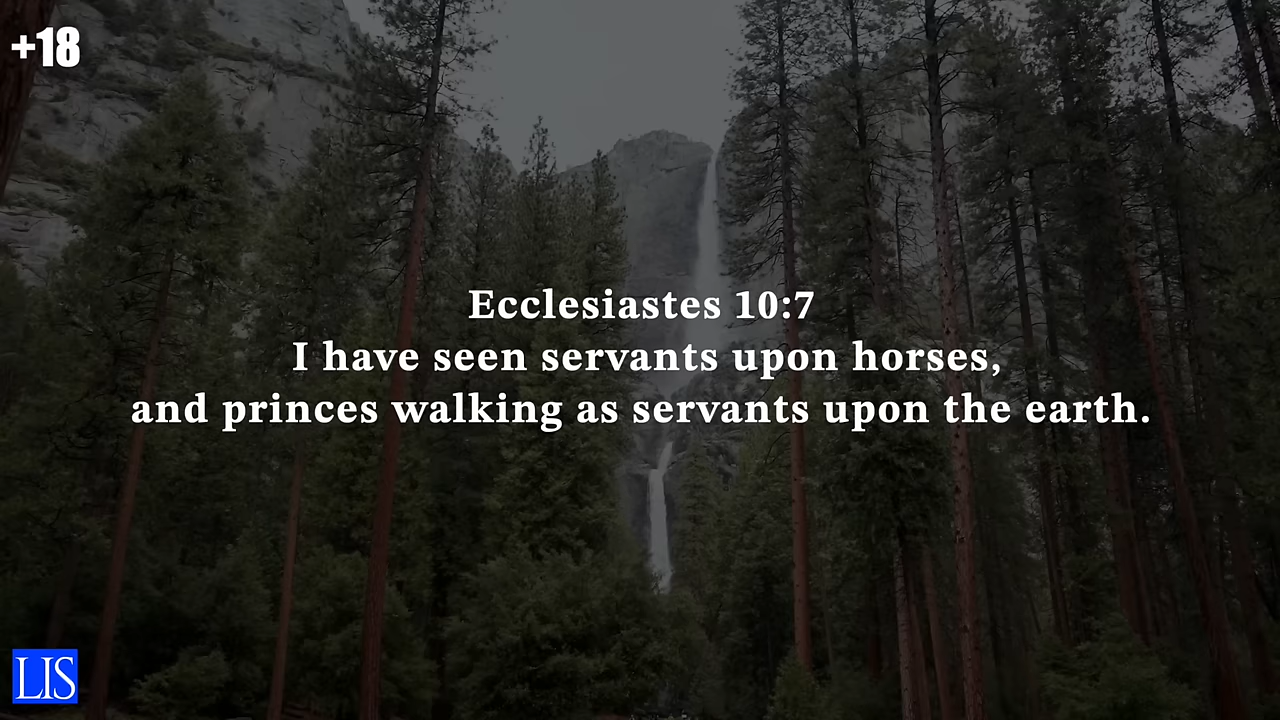 +18
Ecclesiastes 10:7
I have seen servants upon horses,
and princes walking as servants upon the earth.
LIS